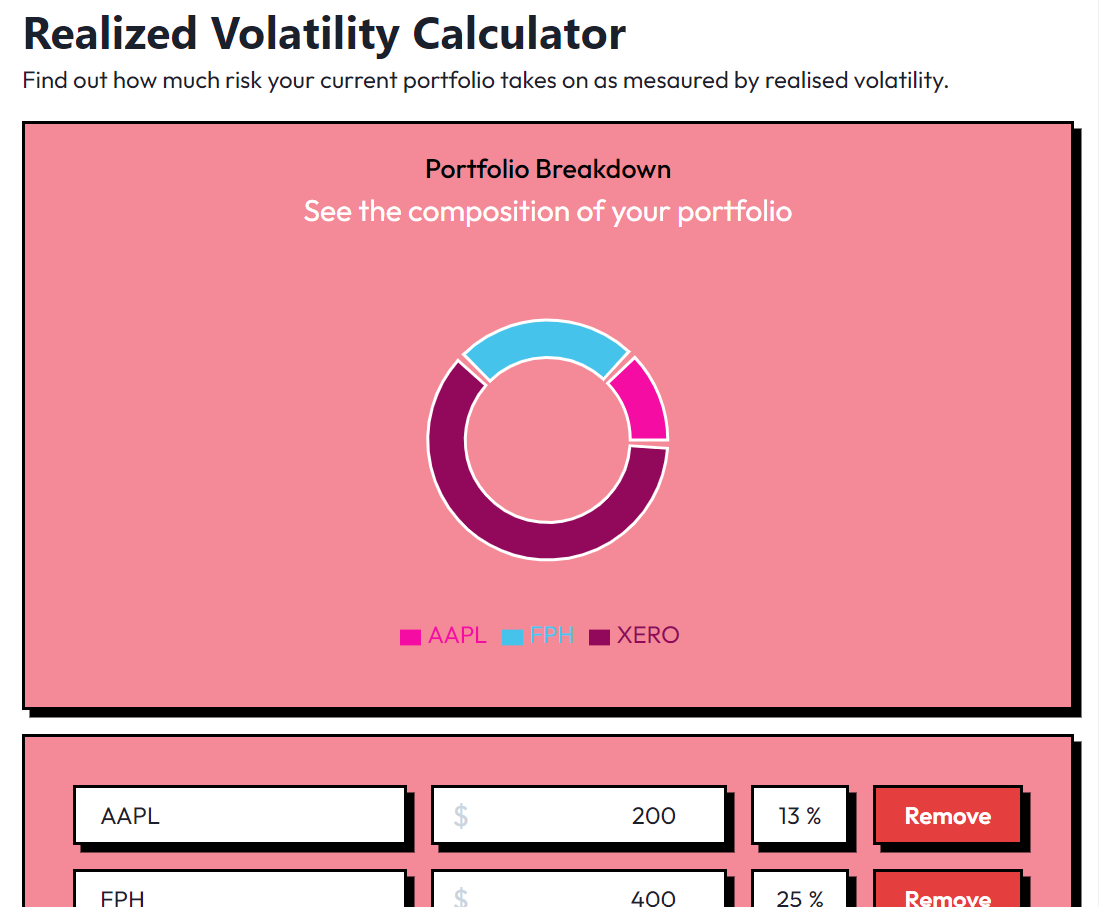 Realized Volatility Calculator
Find out how much risk your current portfolio takes on as mesaured by realised volatility.
Portfolio Breakdown
See the composition of your portfolio
AAPL FPH XERO
AAPL $ 200 13 % Remove
FPH $ 400 25 % Remove